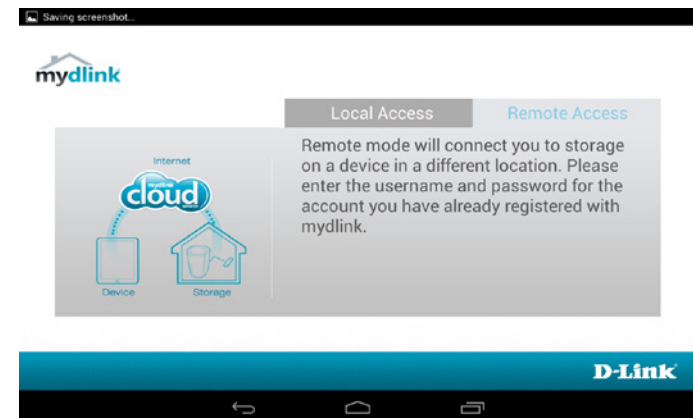 Saving screenshot...
mydlink
Local Access
Remote Access
Remote mode will connect you to storage
on a device in a different location. Please
enter the username and password for the
account you have already registered with
mydlink.
Internet
mydlink
cloud
Device
Storage
D-Link